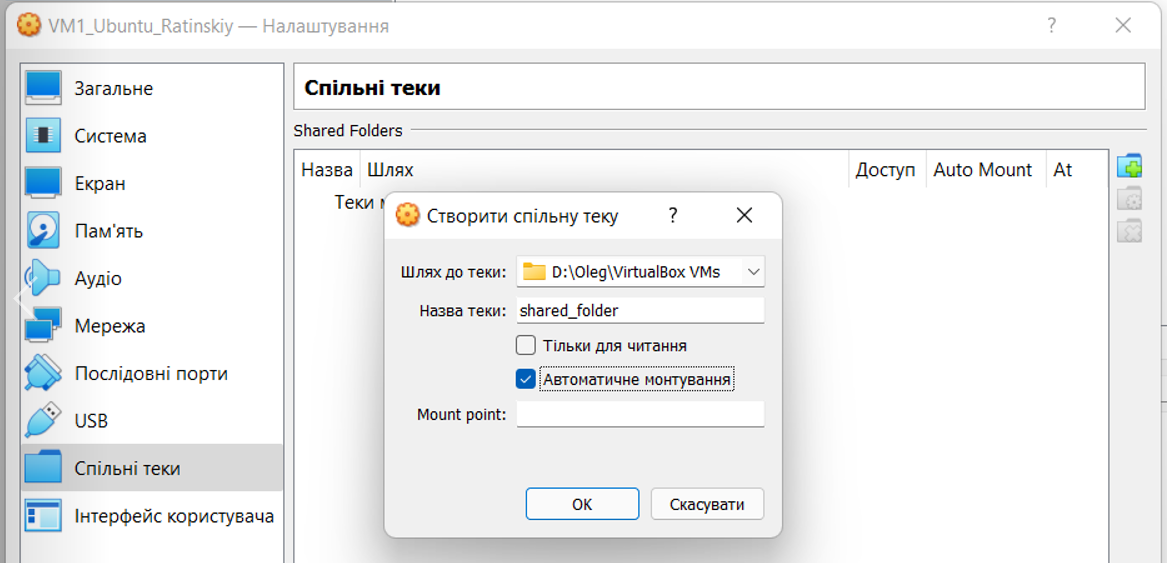 VM1_Ubuntu_Ratinskiy — Налаштування
Загальне
Система
Екран
Пам'ять
Аудіо
Мережа
Послідовні порти
USB
Спільні теки
Інтерфейс користувача
Спільні теки
Shared Folders
Назва Шлях Доступ Auto Mount At
Теки
Створити спільну теку
Шлях до теки: D:\Oleg\VirtualBox VMs
Назва теки: shared_folder
Тільки для читання
Автоматичне монтування
Mount point:
OK Скасувати